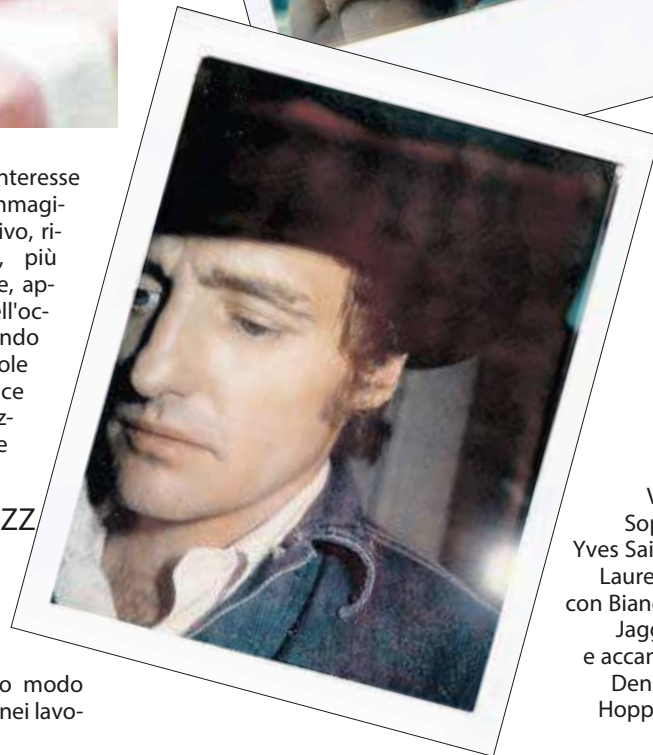 nteresse
mmagi-
ivo, ri-
, più
e, ap-
ell'oc-
ndo
ole
ce
z-
e
ZZ
o modo
nei lavo-
V
Sop
Yves Sai
Laure
con Bianc
Jagg
e accan
Den
Hopp